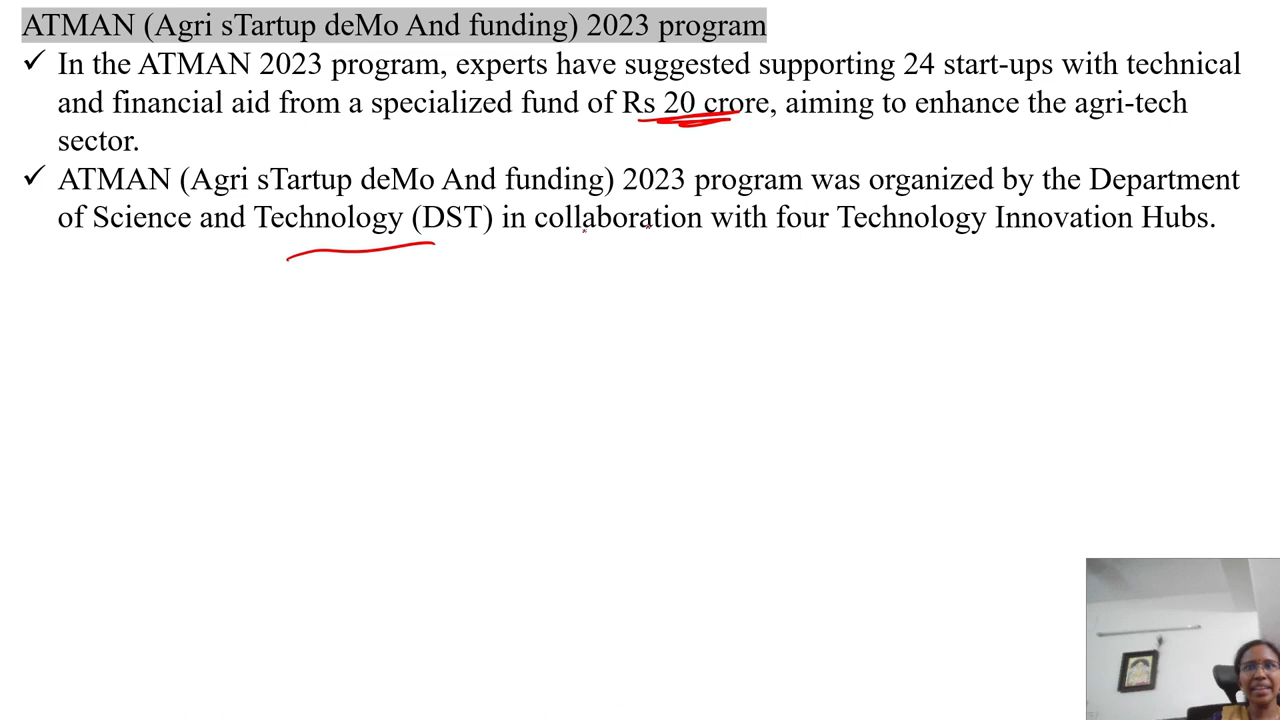 ATMAN (Agri sTartup deMo And funding) 2023 program
✓ In the ATMAN 2023 program, experts have suggested supporting 24 start-ups with technical
and financial aid from a specialized fund of Rs 20 crore, aiming to enhance the agri-tech
sector.
✓ ATMAN (Agri sTartup deMo And funding) 2023 program was organized by the Department
of Science and Technology (DST) in collaboration with four Technology Innovation Hubs.